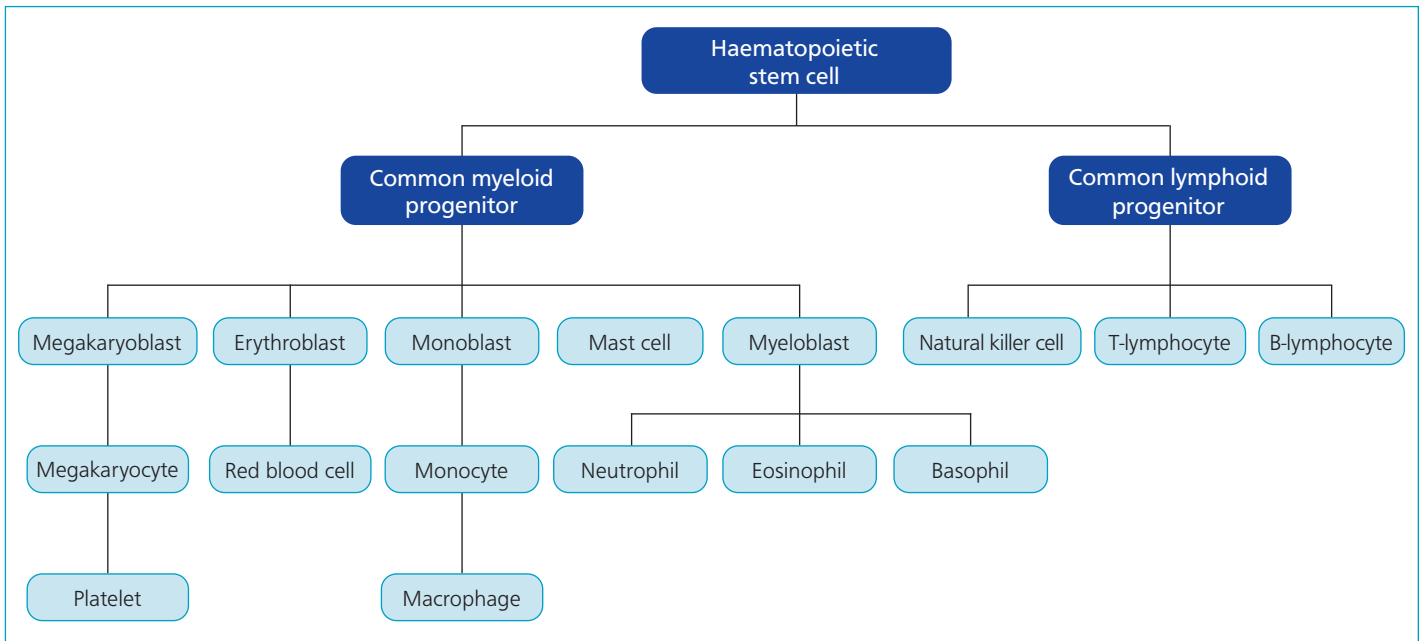 Haematopoietic
stem cell
Common myeloid
progenitor
Common lymphoid
progenitor
Megakaryoblast
Erythroblast
Monoblast
Mast cell
Myeloblast
Natural killer cell
T-lymphocyte
B-lymphocyte
Megakaryocyte
Red blood cell
Monocyte
Neutrophil
Eosinophil
Basophil
Platelet
Macrophage